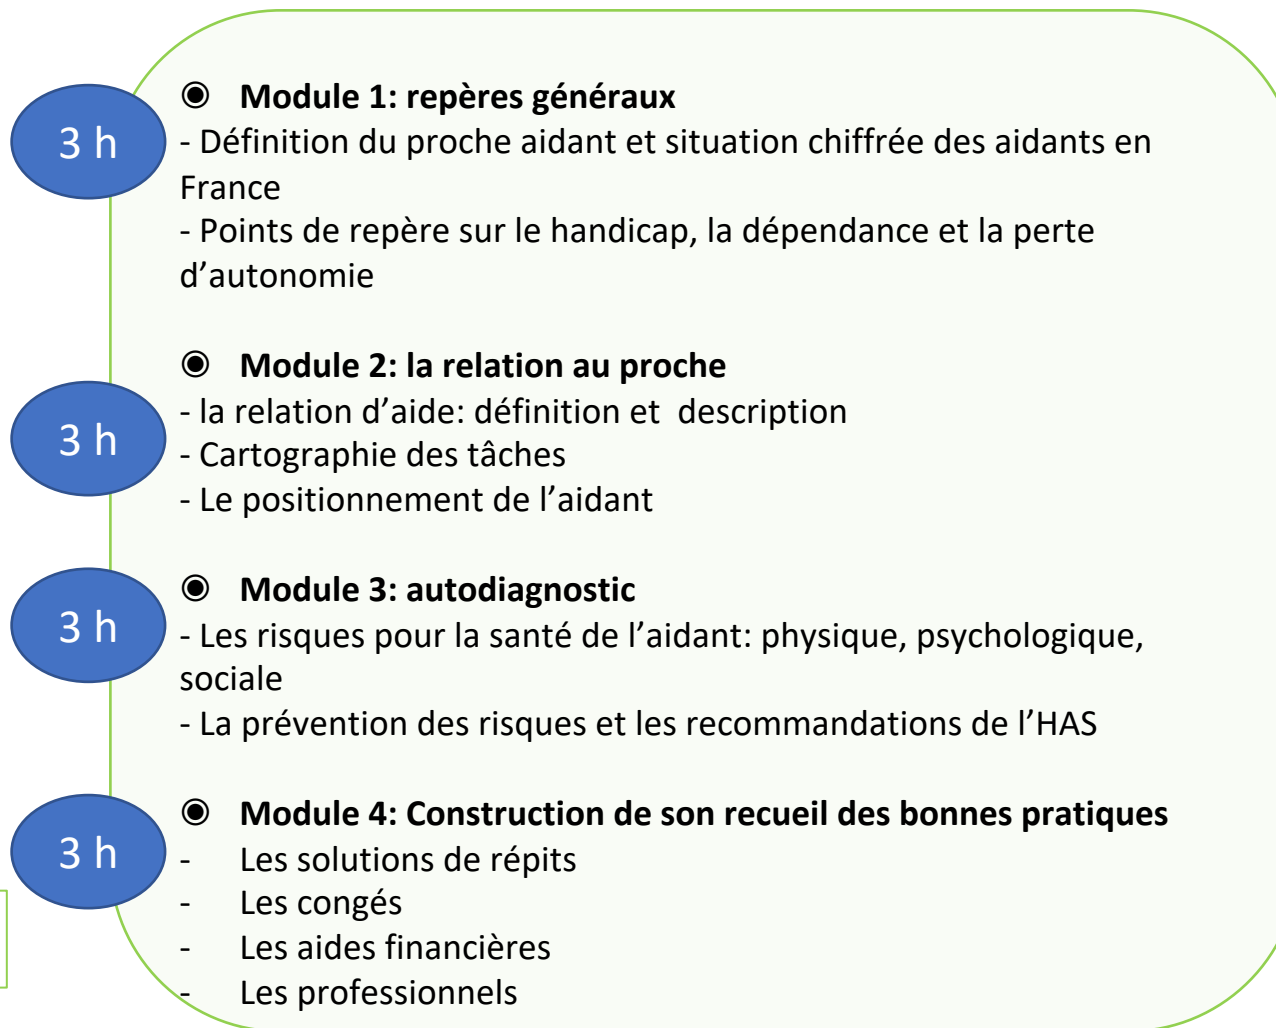 3 h
◉ Module 1: repères généraux
- Définition du proche aidant et situation chiffrée des aidants en
France
- Points de repère sur le handicap, la dépendance et la perte
d’autonomie
3 h
◉ Module 2: la relation au proche
- la relation d’aide: définition et  description
- Cartographie des tâches
- Le positionnement de l’aidant
3 h
◉ Module 3: autodiagnostic
- Les risques pour la santé de l’aidant: physique, psychologique,
sociale
- La prévention des risques et les recommandations de l’HAS
3 h
◉ Module 4: Construction de son recueil des bonnes pratiques
- Les solutions de répits
- Les congés
- Les aides financières
- Les professionnels